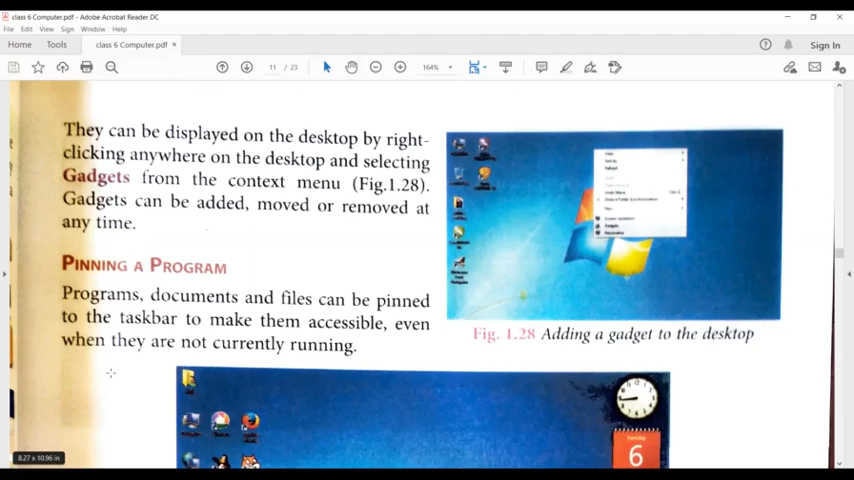 class 6 Computer.pdf - Adobe Acrobat Reader DC
File Edit View Sign Window Help
Home Tools class 6 Computer.pdf × Sign In
11 / 23 164%
They can be displayed on the desktop by right-
clicking anywhere on the desktop and selecting
Gadgets from the context menu (Fig.1.28).
Gadgets can be added, moved or removed at
any time.
PINNING A PROGRAM
Programs, documents and files can be pinned
to the taskbar to make them accessible, even
when they are not currently running.
Fig. 1.28 Adding a gadget to the desktop
6
8.27 x 10.96 in